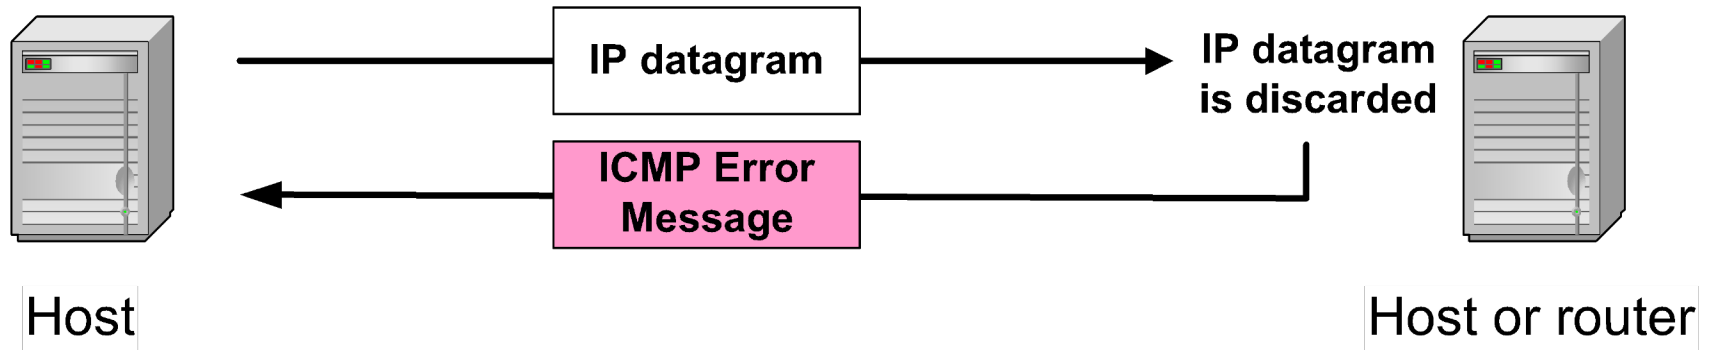 IP datagram
IP datagram
is discarded
ICMP Error
Message
Host
Host or router